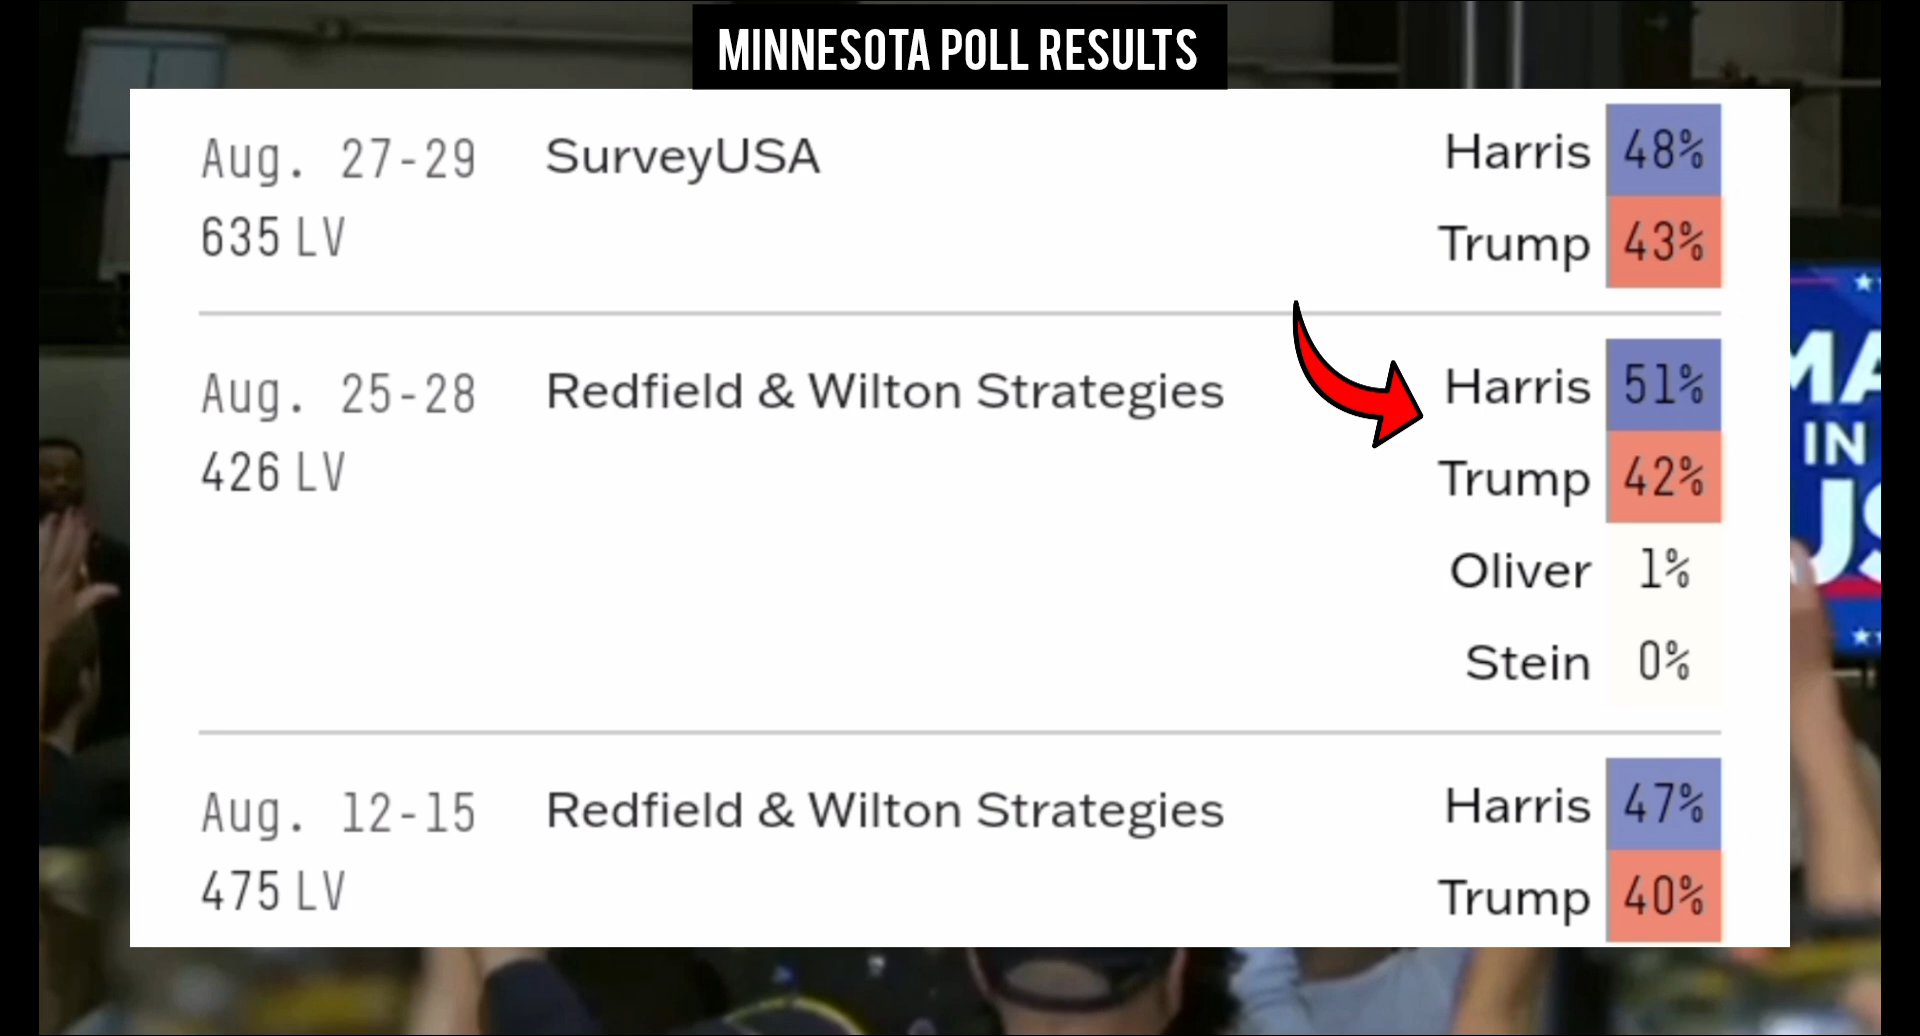 MINNESOTA POLL RESULTS
Aug. 27-29 SurveyUSA Harris 48%
635 LV Trump 43%
Aug. 25-28 Redfield & Wilton Strategies Harris 51%
426 LV Trump 42%
Oliver 1%
Stein 0%
Aug. 12-15 Redfield & Wilton Strategies Harris 47%
475 LV Trump 40%
MA
IN
US